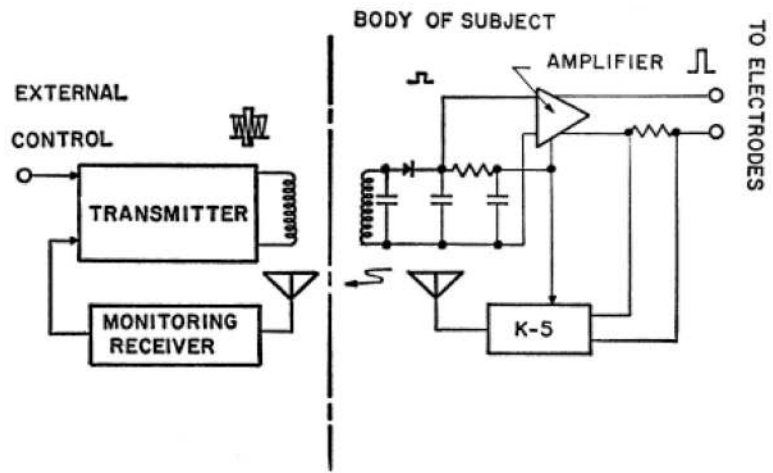 BODY OF SUBJECT
EXTERNAL
CONTROL
TRANSMITTER
MONITORING
RECEIVER
AMPLIFIER
K-5
TO ELECTRODES